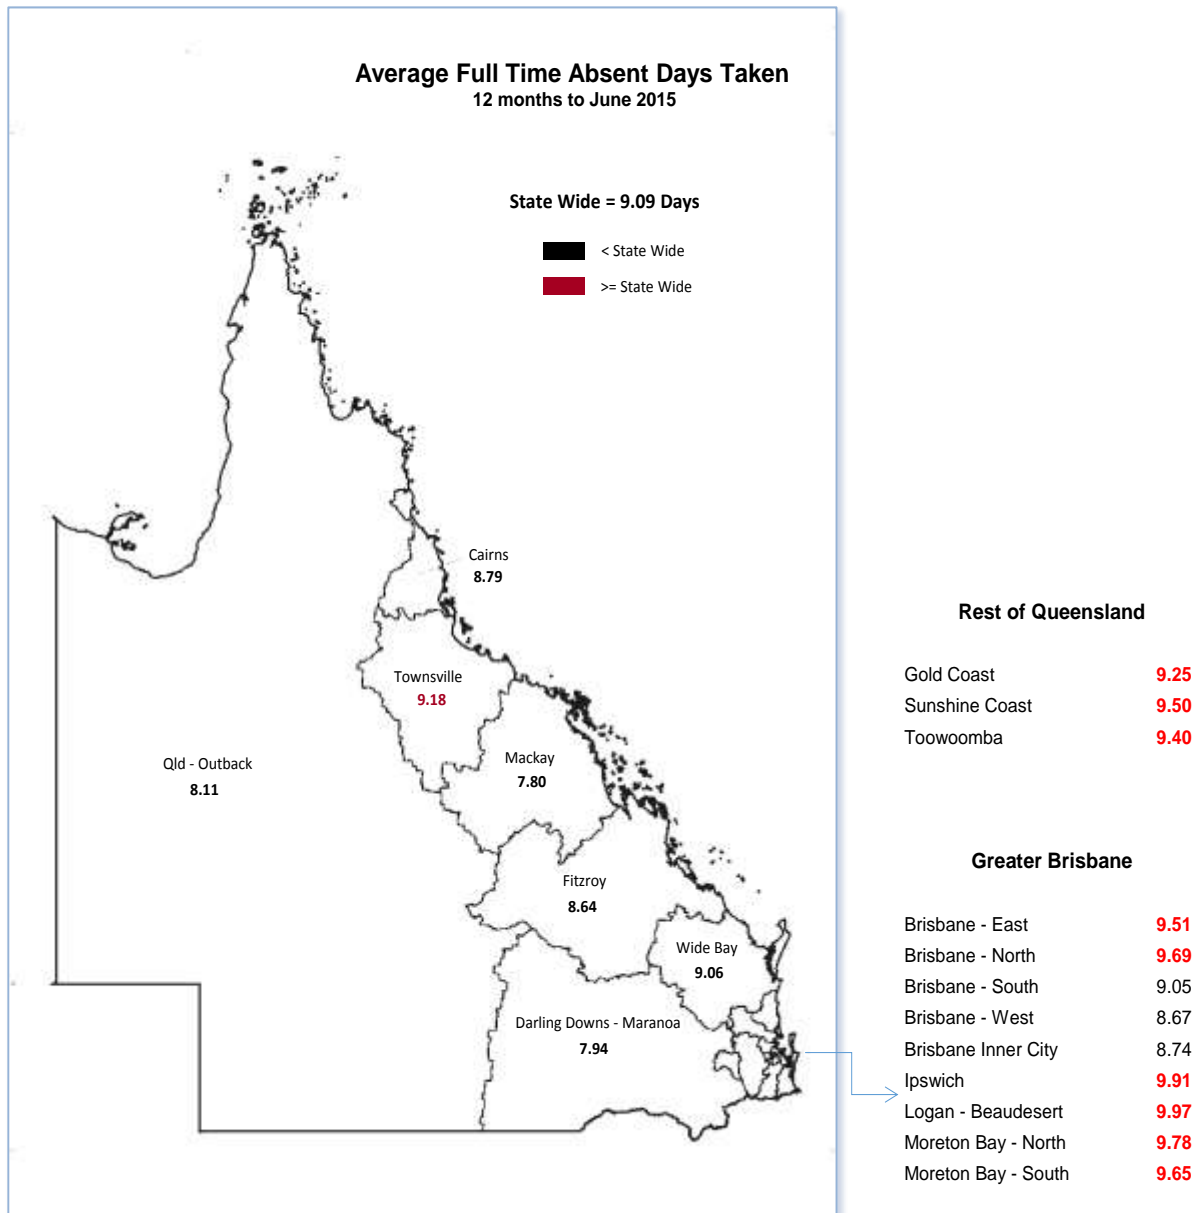 Average Full Time Absent Days Taken
12 months to June 2015
State Wide = 9.09 Days
< State Wide
>= State Wide
Cairns
8.79
Townsville
9.18
Mackay
7.80
Qld - Outback
8.11
Fitzroy
8.64
Wide Bay
9.06
Darling Downs - Maranoa
7.94
Rest of Queensland
Gold Coast 9.25
Sunshine Coast 9.50
Toowoomba 9.40
Greater Brisbane
Brisbane - East 9.51
Brisbane - North 9.69
Brisbane - South 9.05
Brisbane - West 8.67
Brisbane Inner City 8.74
Ipswich 9.91
Logan - Beaudesert 9.97
Moreton Bay - North 9.78
Moreton Bay - South 9.65